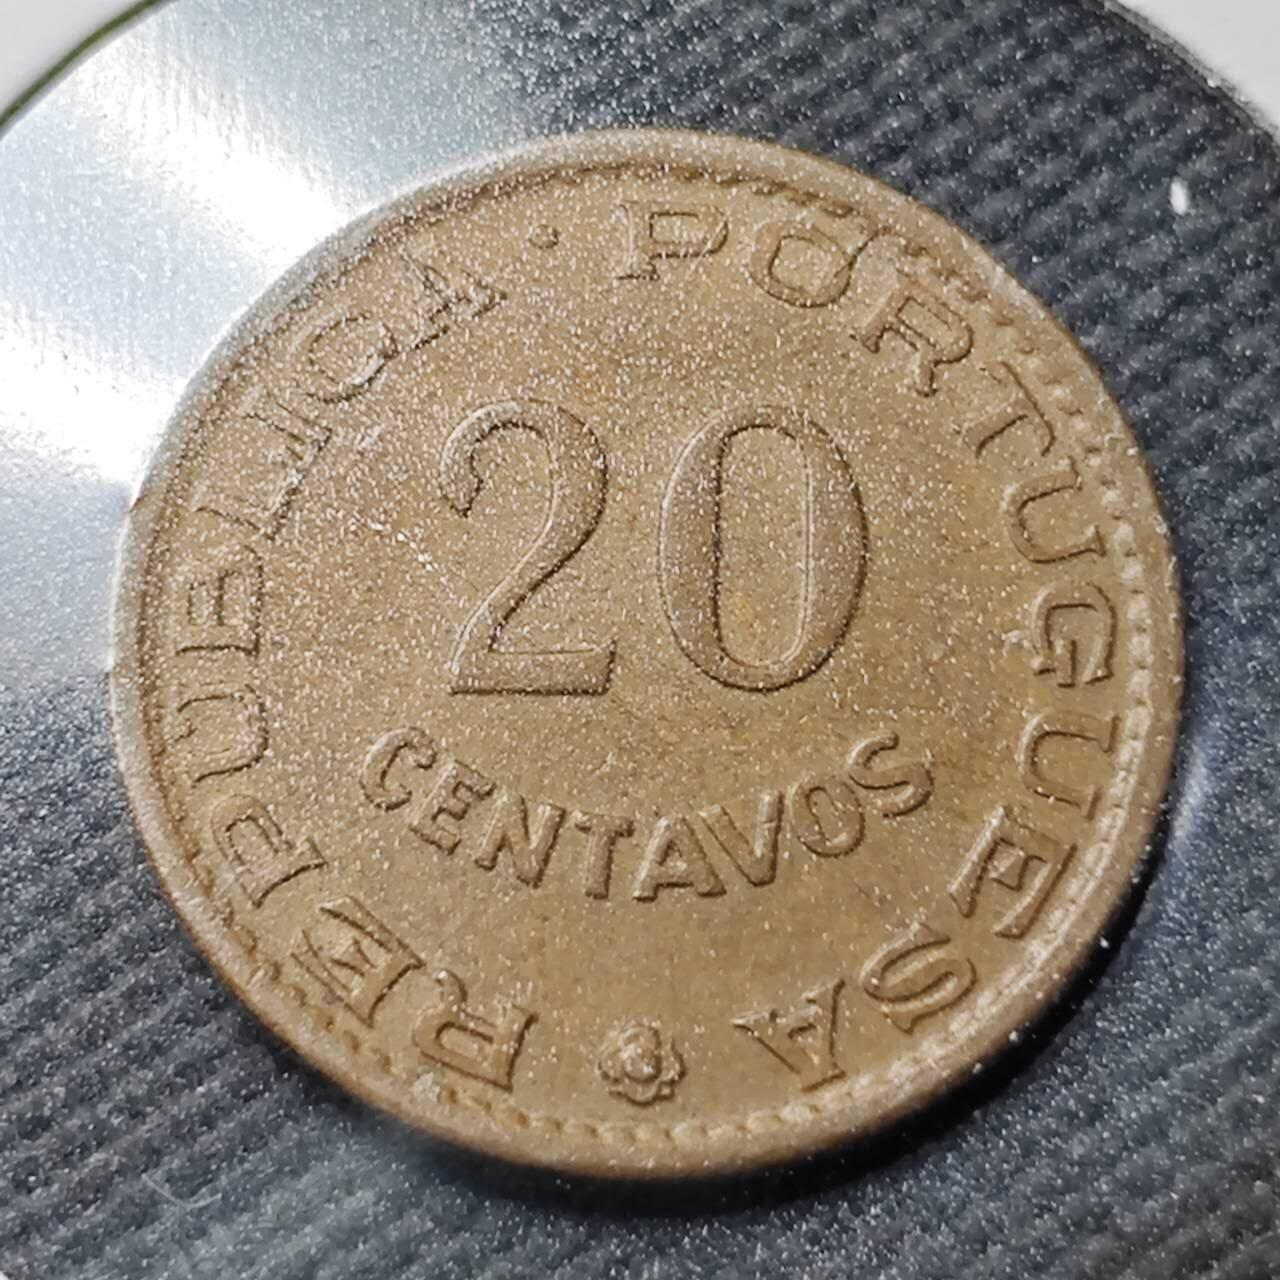 REPUBLICA · PORTUGUESA
20
CENTAVOS